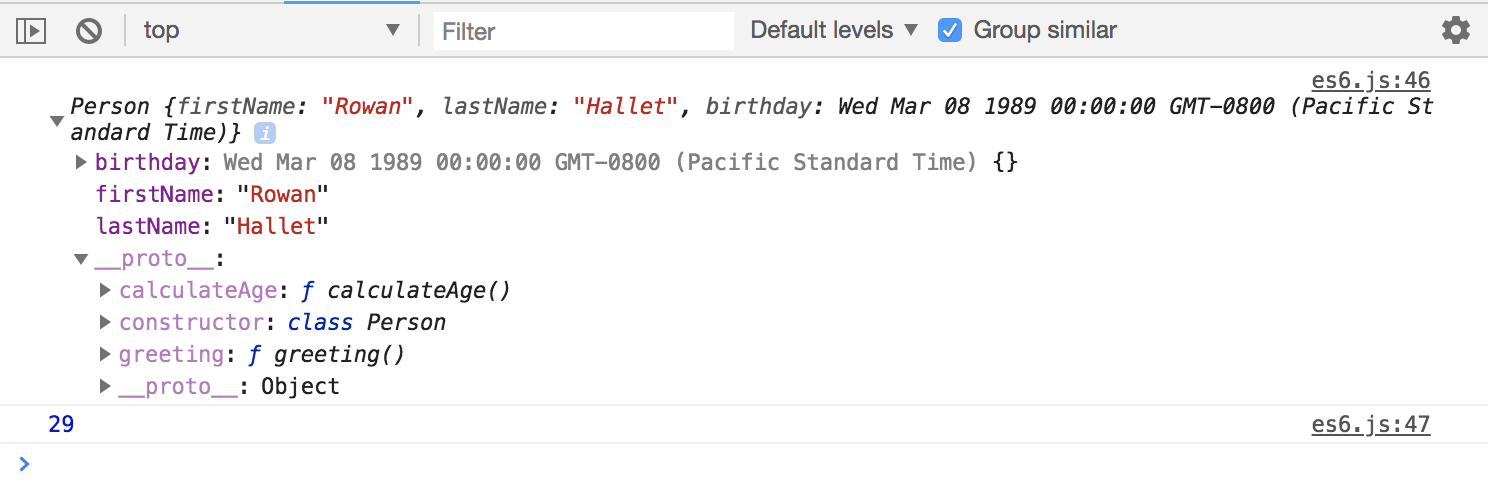 top Filter Default levels Group similar
es6.js:46
Person {firstName: "Rowan", lastName: "Hallet", birthday: Wed Mar 08 1989 00:00:00 GMT-0800 (Pacific St
andard Time)} i
birthday: Wed Mar 08 1989 00:00:00 GMT-0800 (Pacific Standard Time) {}
firstName: "Rowan"
lastName: "Hallet"
__proto__:
calculateAge: ƒ calculateAge()
constructor: class Person
greeting: ƒ greeting()
__proto__: Object
29 es6.js:47